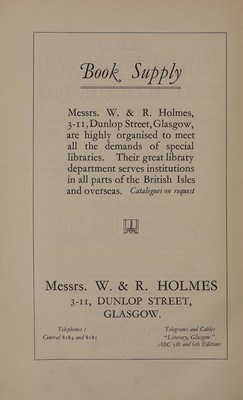 Book Supply
Messrs. W. & R. Holmes,
3-11, Dunlop Street, Glasgow,
are highly organised to meet
all the demands of special
libraries. Their great library
department serves institutions
in all parts of the British Isles
and overseas. Catalogues on request
Messrs. W. & R. HOLMES
3-11, DUNLOP STREET,
GLASGOW.
Telephones :
Central 8184 and 8185
Telegrams and Cables
"Literary, Glasgow."
ABC 5th and 6th Editions